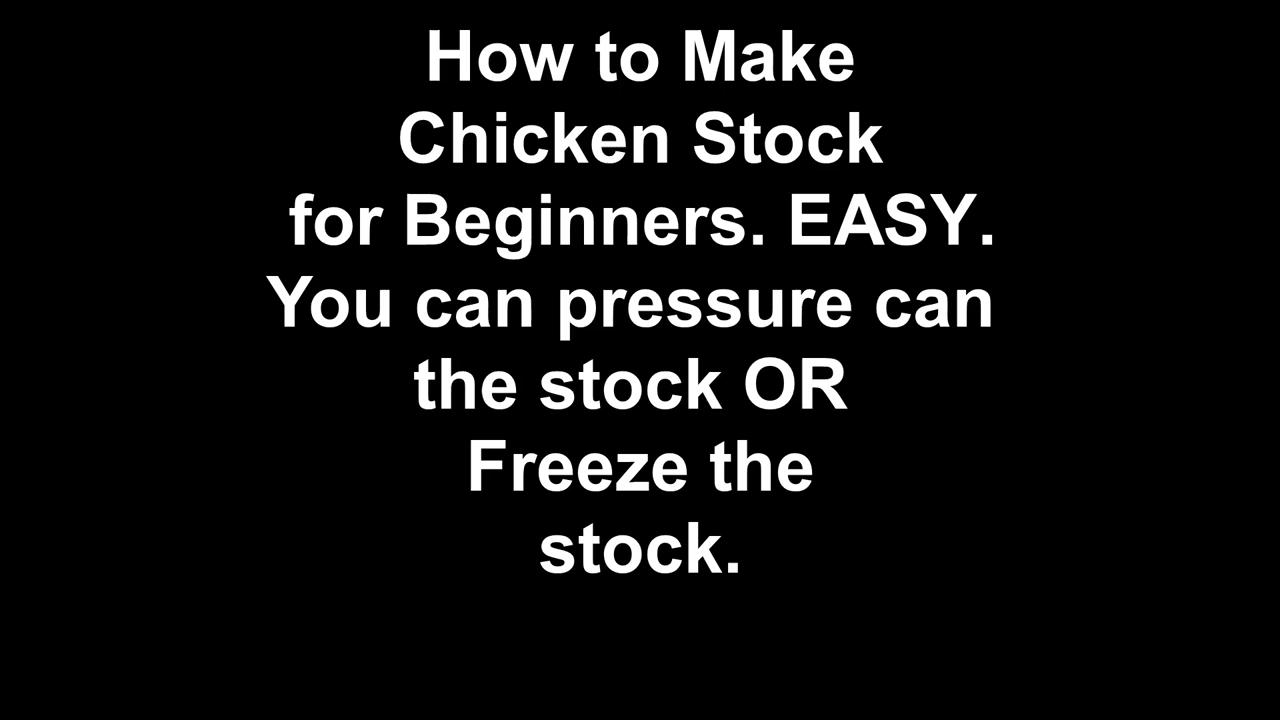 How to Make
Chicken Stock
for Beginners. EASY.
You can pressure can
the stock OR
Freeze the
stock.